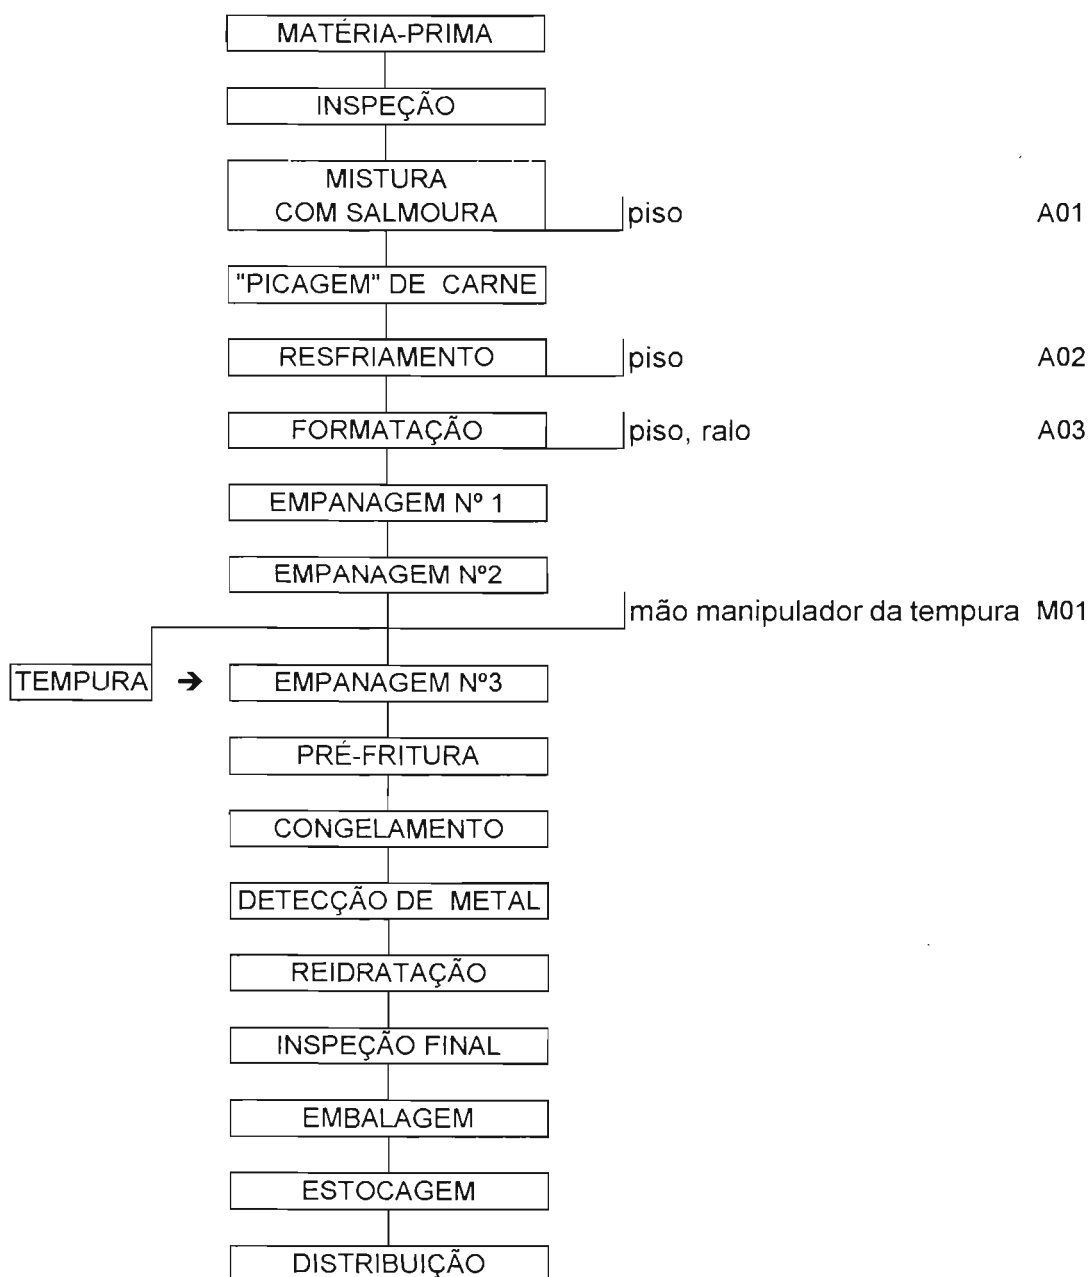 MATÉRIA-PRIMA
INSPEÇÃO
MISTURA
COM SALMOURA piso A01
"PICAGEM" DE CARNE
RESFRIAMENTO piso A02
FORMATAÇÃO piso, ralo A03
EMPANAGEM Nº 1
EMPANAGEM Nº2
mão manipulador da tempura M01
TEMPURA ➔ EMPANAGEM Nº3
PRÉ-FRITURA
CONGELAMENTO
DETECÇÃO DE METAL
REIDRATAÇÃO
INSPEÇÃO FINAL
EMBALAGEM
ESTOCAGEM
DISTRIBUIÇÃO